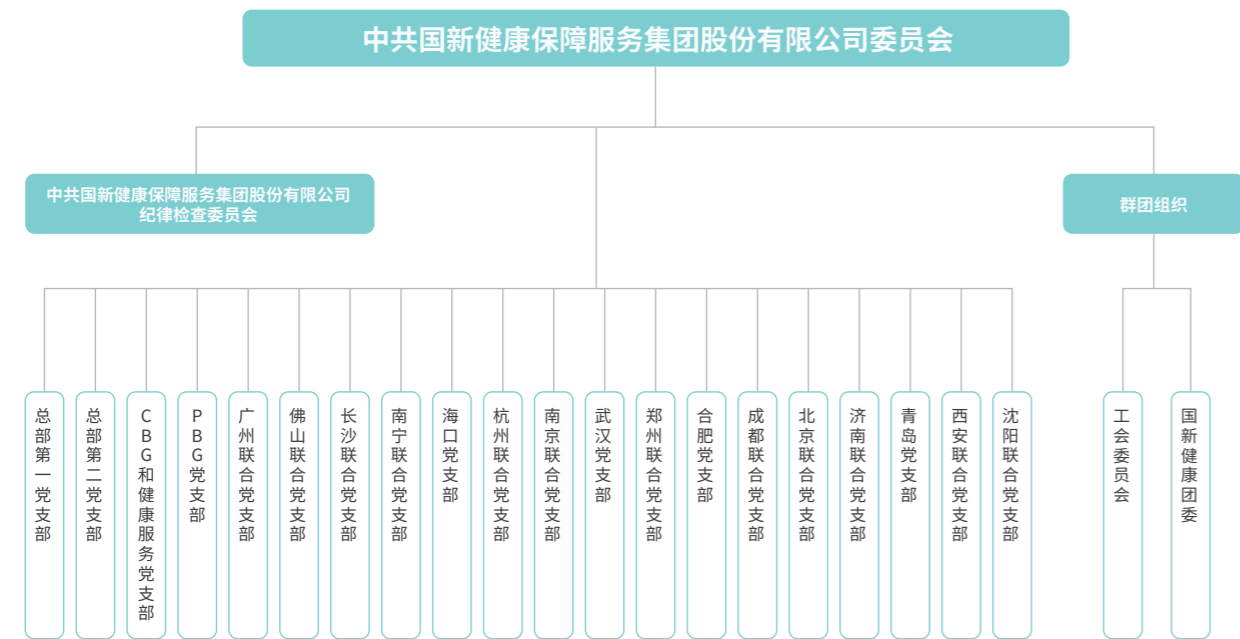 中共国新健康保障服务集团股份有限公司委员会
中共国新健康保障服务集团股份有限公司
纪律检查委员会
群团组织
总部第一党支部
总部第二党支部
CBG和健康服务党支部
PBG党支部
广州联合党支部
佛山联合党支部
长沙联合党支部
南宁联合党支部
海口党支部
杭州联合党支部
南京联合党支部
武汉党支部
郑州联合党支部
合肥党支部
成都联合党支部
北京联合党支部
济南联合党支部
青岛党支部
西安联合党支部
沈阳联合党支部
工会委员会
国新健康团委